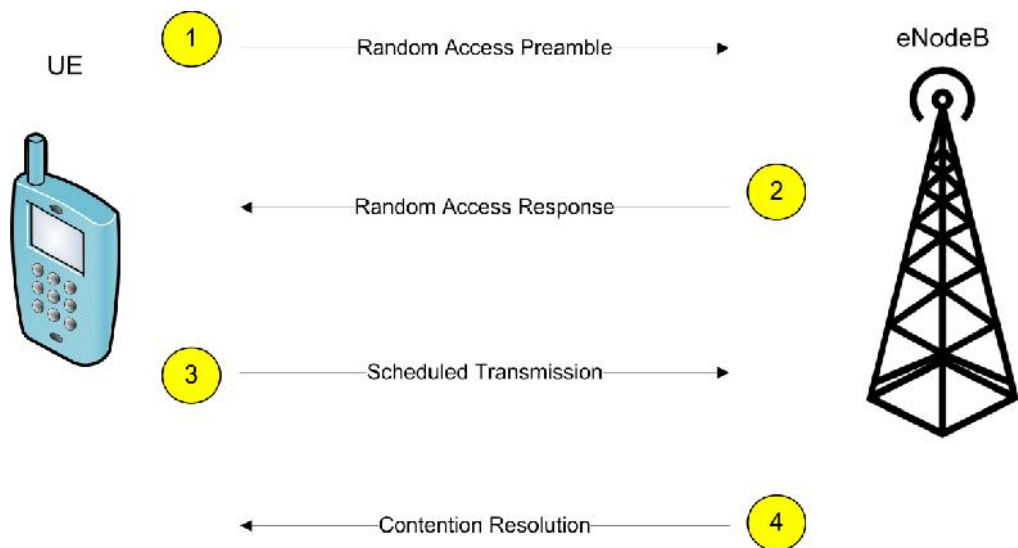 1
Random Access Preamble
eNodeB
UE
2
Random Access Response
3
Scheduled Transmission
4
Contention Resolution